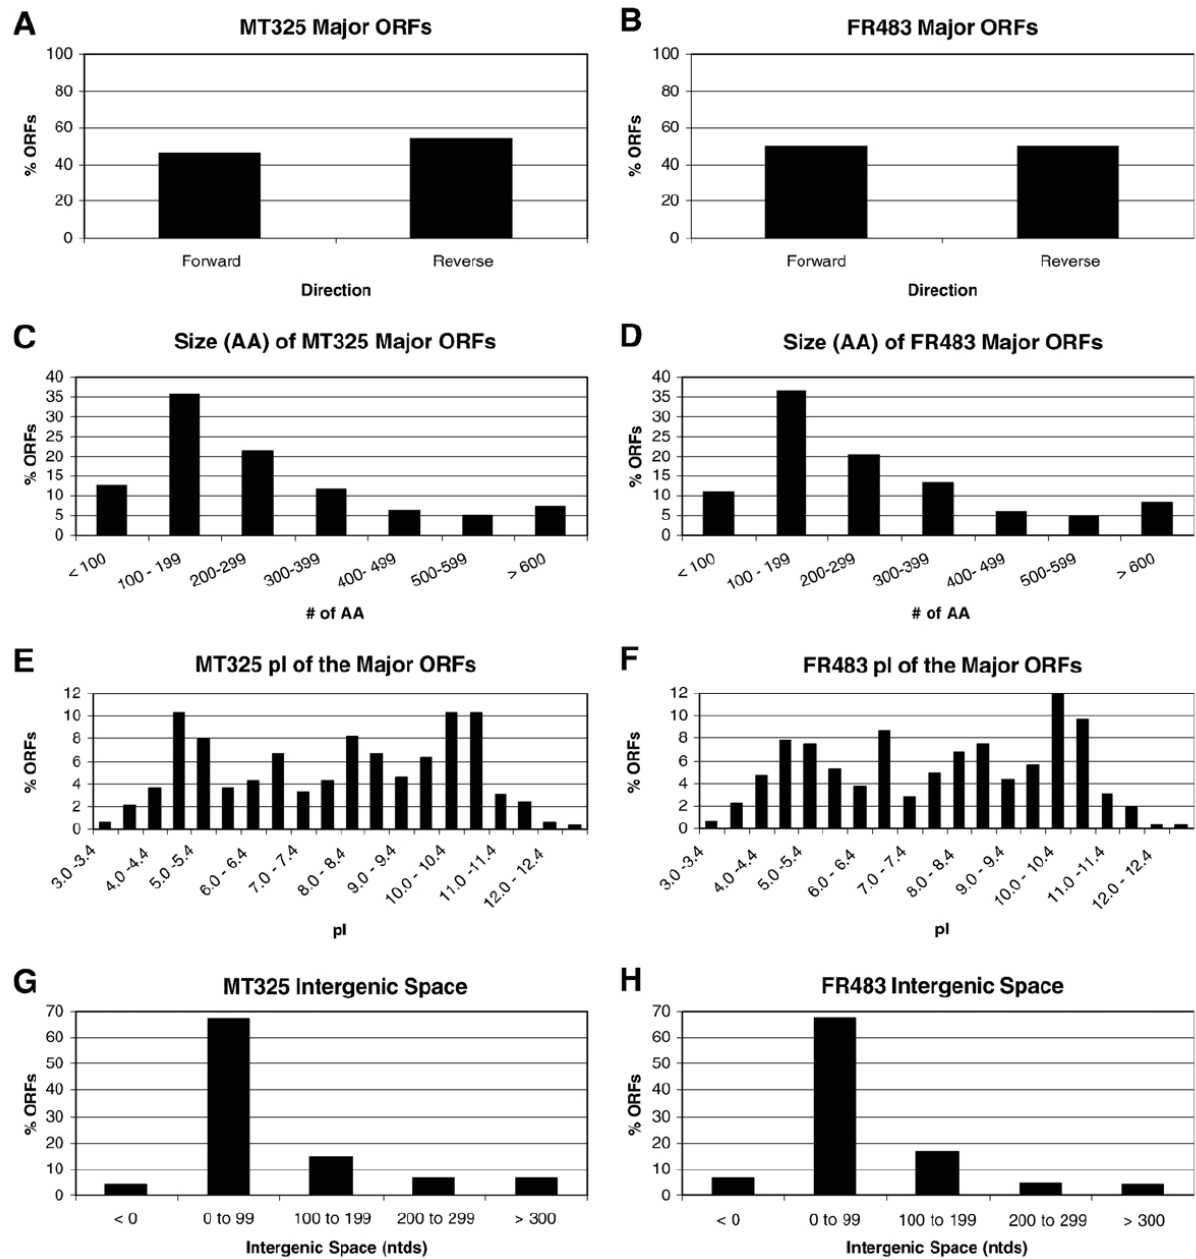 A
MT325 Major ORFs
100
80
60
40
20
0
% ORFs
Forward
Reverse
Direction
B
FR483 Major ORFs
100
80
60
40
20
0
% ORFs
Forward
Reverse
Direction
C
Size (AA) of MT325 Major ORFs
40
35
30
25
20
15
10
5
0
% ORFs
< 100
100 - 199
200-299
300-399
400- 499
500-599
> 600
# of AA
D
Size (AA) of FR483 Major ORFs
40
35
30
25
20
15
10
5
0
% ORFs
< 100
100 - 199
200-299
300-399
400- 499
500-599
> 600
# of AA
E
MT325 pI of the Major ORFs
12
10
8
6
4
2
0
% ORFs
3.0 -3.4
4.0 -4.4
5.0 -5.4
6.0 - 6.4
7.0 - 7.4
8.0 - 8.4
9.0 - 9.4
10.0 - 10.4
11.0 -11.4
12.0 - 12.4
pI
F
FR483 pI of the Major ORFs
12
10
8
6
4
2
0
% ORFs
3.0 -3.4
4.0 -4.4
5.0 -5.4
6.0 - 6.4
7.0 - 7.4
8.0 - 8.4
9.0 - 9.4
10.0 - 10.4
11.0 -11.4
12.0 - 12.4
pI
G
MT325 Intergenic Space
70
60
50
40
30
20
10
0
% ORFs
< 0
0 to 99
100 to 199
200 to 299
> 300
Intergenic Space (ntds)
H
FR483 Intergenic Space
70
60
50
40
30
20
10
0
% ORFs
< 0
0 to 99
100 to 199
200 to 299
> 300
Intergenic Space (ntds)